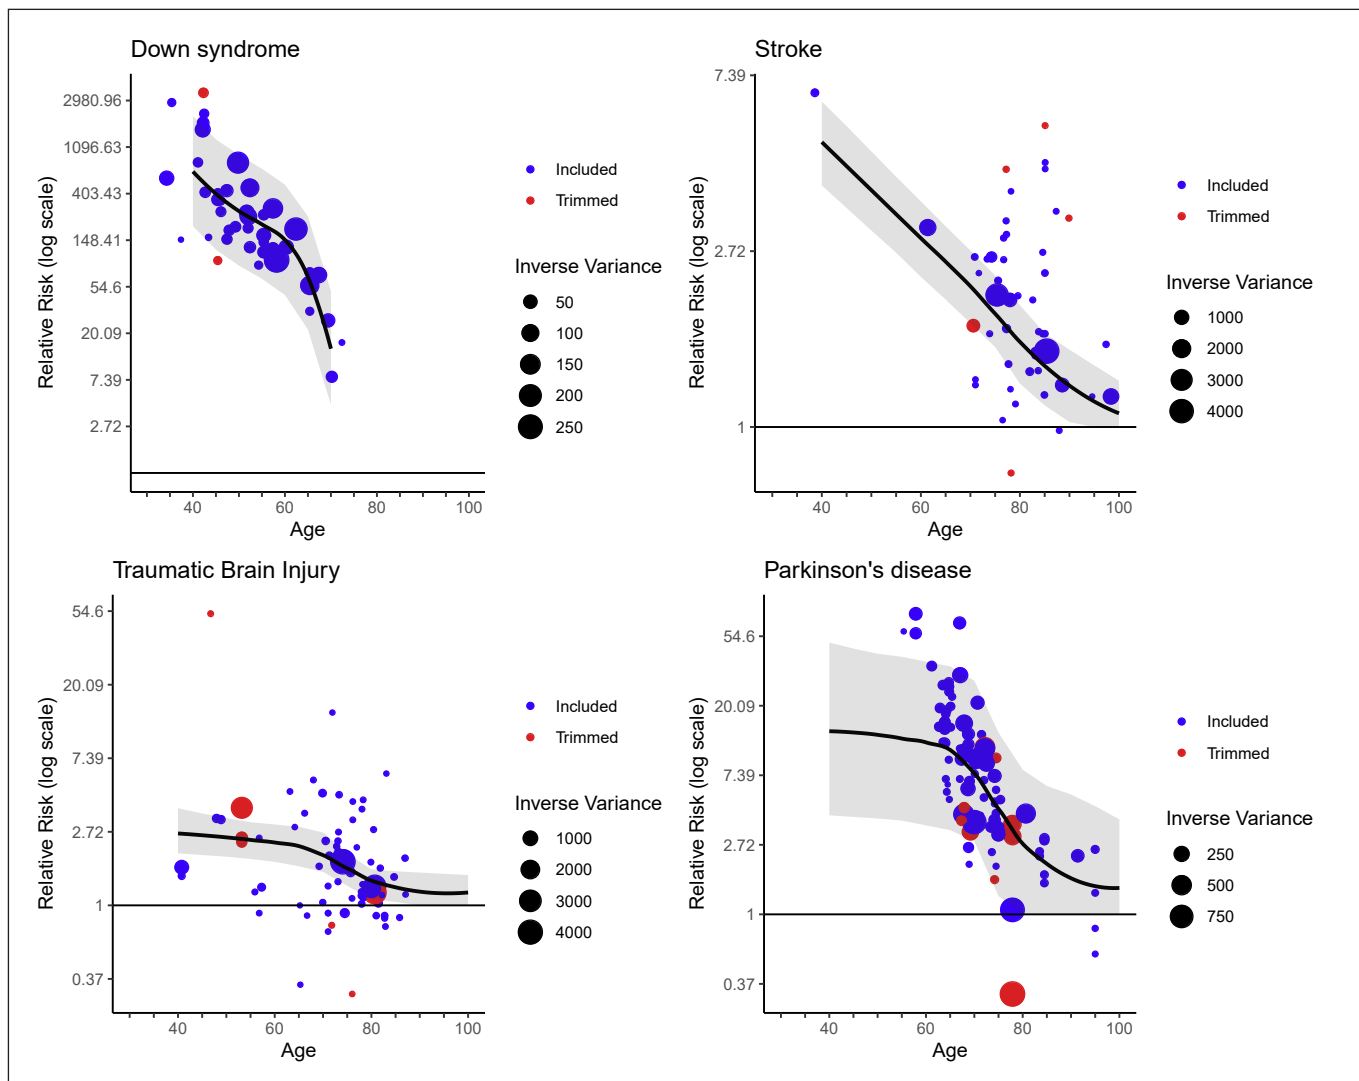 Down syndrome
Relative Risk (log scale)
2980.96
1096.63
403.43
148.41
54.6
20.09
7.39
2.72
40
60
80
100
Age
Included
Trimmed
Inverse Variance
50
100
150
200
250
Stroke
Relative Risk (log scale)
7.39
2.72
1
40
60
80
100
Age
Included
Trimmed
Inverse Variance
1000
2000
3000
4000
Traumatic Brain Injury
Relative Risk (log scale)
54.6
20.09
7.39
2.72
1
0.37
40
60
80
100
Age
Included
Trimmed
Inverse Variance
1000
2000
3000
4000
Parkinson's disease
Relative Risk (log scale)
54.6
20.09
7.39
2.72
1
0.37
40
60
80
100
Age
Included
Trimmed
Inverse Variance
250
500
750